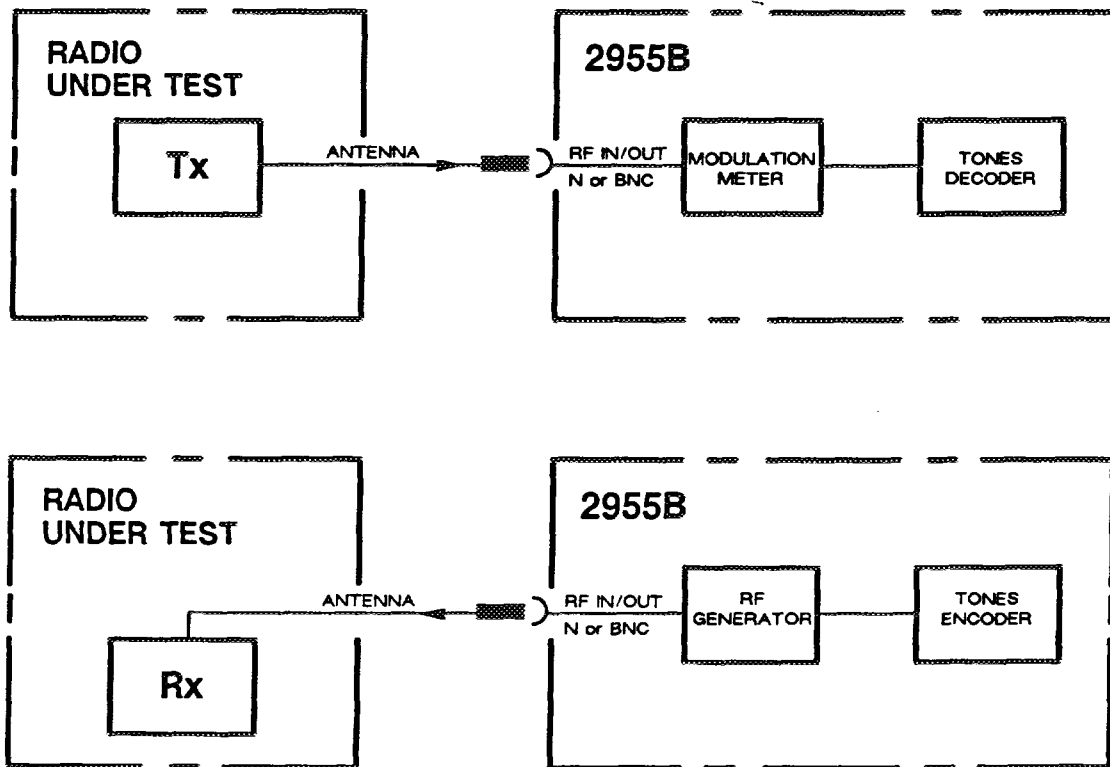 RADIO
UNDER TEST
2955B
Tx
ANTENNA
RF IN/OUT
N or BNC
MODULATION
METER
TONES
DECODER
RADIO
UNDER TEST
2955B
ANTENNA
RF IN/OUT
N or BNC
RF
GENERATOR
TONES
ENCODER
Rx